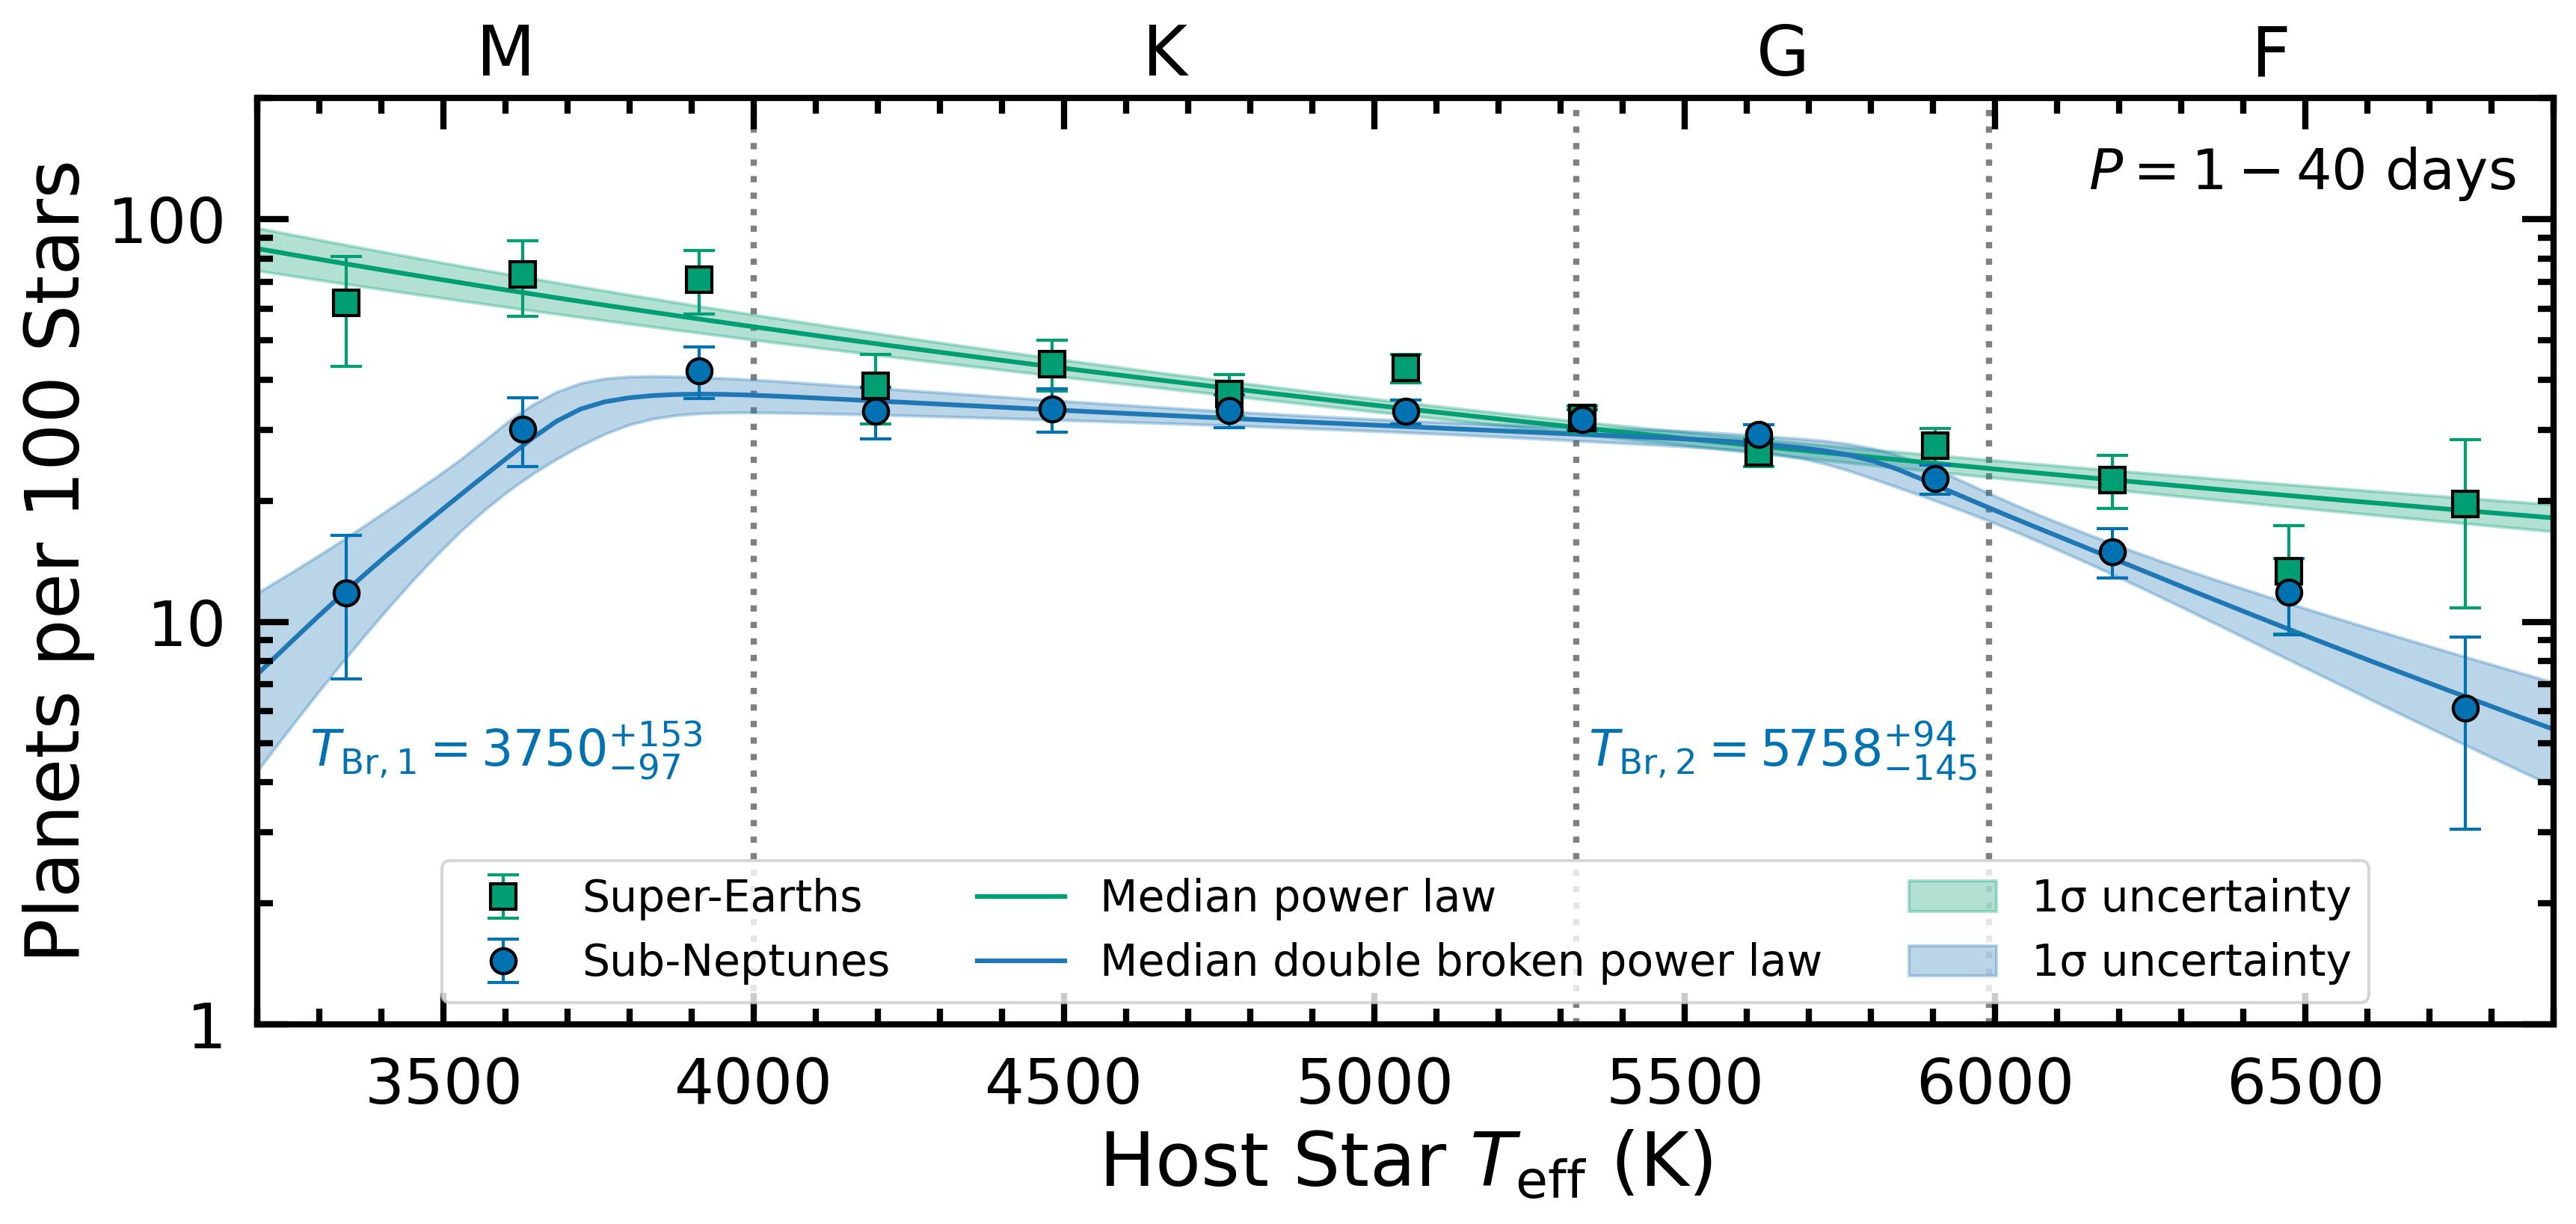 M K G F
P = 1 − 40 days
Planets per 100 Stars
100
10
1
T_Br, 1 = 3750 +153 −97
T_Br, 2 = 5758 +94 −145
Super-Earths
Sub-Neptunes
Median power law
Median double broken power law
1σ uncertainty
1σ uncertainty
3500 4000 4500 5000 5500 6000 6500
Host Star T_eff (K)